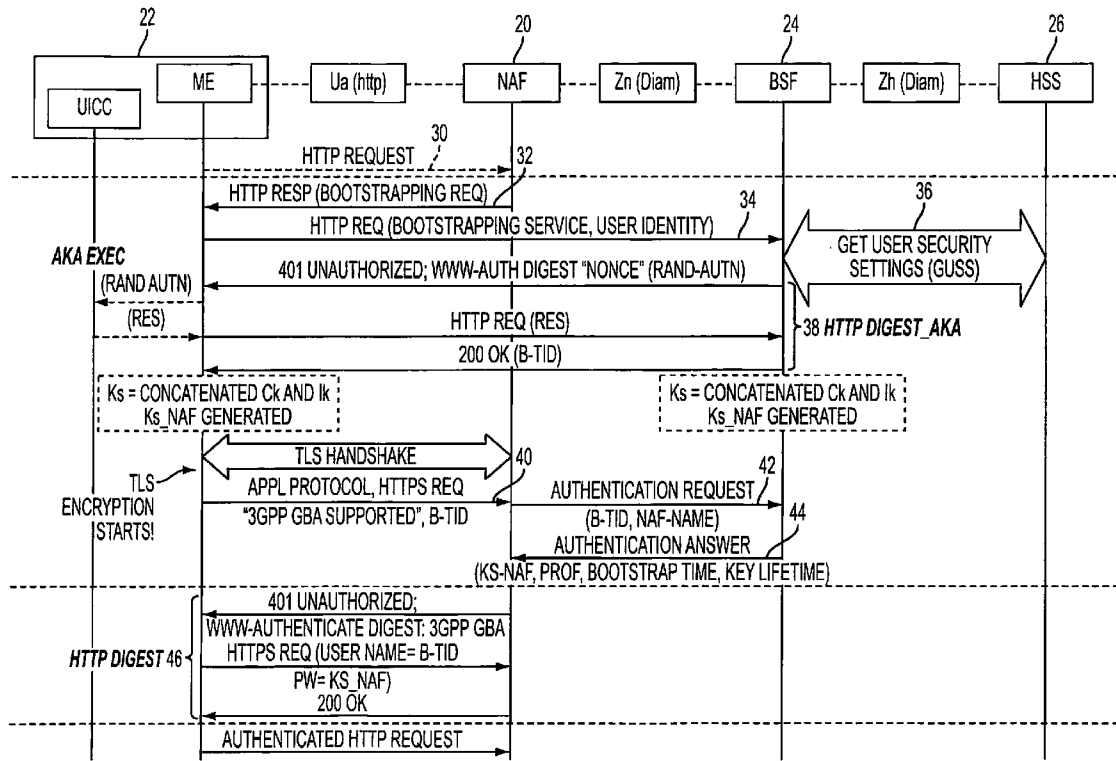 22
20
24
26
ME
UICC
Ua (http)
NAF
Zn (Diam)
BSF
Zh (Diam)
HSS
HTTP REQUEST
30
32
HTTP RESP (BOOTSTRAPPING REQ)
34
HTTP REQ (BOOTSTRAPPING SERVICE, USER IDENTITY)
36
GET USER SECURITY
SETTINGS (GUSS)
AKA EXEC
(RAND AUTN)
401 UNAUTHORIZED; WWW-AUTH DIGEST "NONCE" (RAND-AUTN)
(RES)
HTTP REQ (RES)
38 HTTP DIGEST_AKA
200 OK (B-TID)
Ks = CONCATENATED Ck AND Ik
Ks_NAF GENERATED
Ks = CONCATENATED Ck AND Ik
Ks_NAF GENERATED
TLS HANDSHAKE
40
TLS
ENCRYPTION
STARTS!
APPL PROTOCOL, HTTPS REQ
"3GPP GBA SUPPORTED", B-TID
42
AUTHENTICATION REQUEST
(B-TID, NAF-NAME)
44
AUTHENTICATION ANSWER
(KS-NAF, PROF, BOOTSTRAP TIME, KEY LIFETIME)
401 UNAUTHORIZED;
WWW-AUTHENTICATE DIGEST: 3GPP GBA
HTTP DIGEST 46
HTTPS REQ (USER NAME= B-TID
PW= KS_NAF)
200 OK
AUTHENTICATED HTTP REQUEST